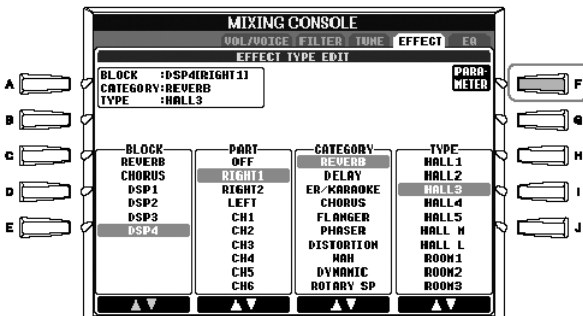 MIXING CONSOLE
VOL/VOICE FILTER TUNE EFFECT EQ
EFFECT TYPE EDIT
BLOCK :DSP4[RIGHT1]
CATEGORY:REVERB
TYPE :HALL3
PARA-
METER
A
B
C
D
E
F
G
H
I
J
BLOCK
REVERB
CHORUS
DSP1
DSP2
DSP3
DSP4
PART
OFF
RIGHT1
RIGHT2
LEFT
CH1
CH2
CH3
CH4
CH5
CH6
CATEGORY
REVERB
DELAY
ER/KARAOKE
CHORUS
FLANGER
PHASER
DISTORTION
WAH
DYNAMIC
ROTARY SP
TYPE
HALL1
HALL2
HALL3
HALL4
HALL5
HALL M
HALL L
ROOM1
ROOM2
ROOM3